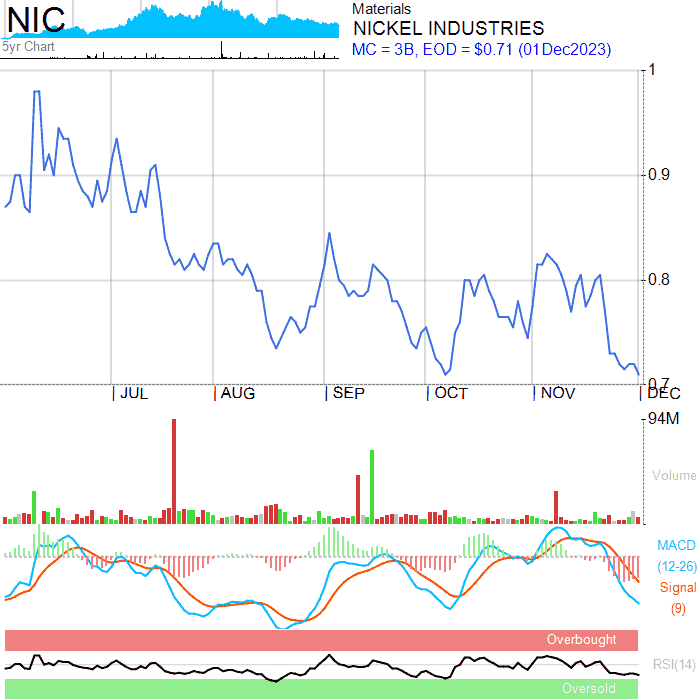 NIC
5yr Chart
Materials
NICKEL INDUSTRIES
MC = 3B, EOD = $0.71 (01Dec2023)
1
0.9
0.8
0.7
JUL AUG SEP OCT NOV DEC
94M
Volume
MACD
(12-26)
Signal
(9)
Overbought
RSI(14)
Oversold